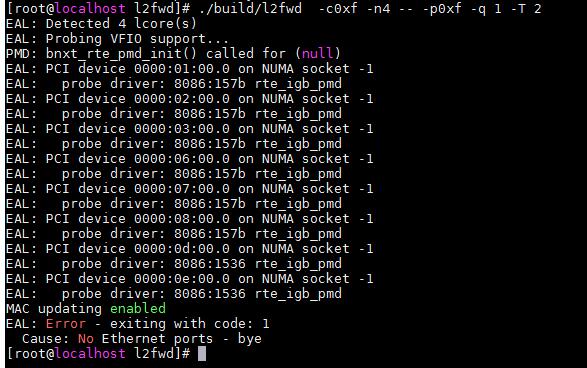 [root@localhost l2fwd]# ./build/l2fwd  -c0xf -n4 -- -p0xf -q 1 -T 2
EAL: Detected 4 lcore(s)
EAL: Probing VFIO support...
PMD: bnxt_rte_pmd_init() called for (null)
EAL: PCI device 0000:01:00.0 on NUMA socket -1
EAL:   probe driver: 8086:157b rte_igb_pmd
EAL: PCI device 0000:02:00.0 on NUMA socket -1
EAL:   probe driver: 8086:157b rte_igb_pmd
EAL: PCI device 0000:03:00.0 on NUMA socket -1
EAL:   probe driver: 8086:157b rte_igb_pmd
EAL: PCI device 0000:06:00.0 on NUMA socket -1
EAL:   probe driver: 8086:157b rte_igb_pmd
EAL: PCI device 0000:07:00.0 on NUMA socket -1
EAL:   probe driver: 8086:157b rte_igb_pmd
EAL: PCI device 0000:08:00.0 on NUMA socket -1
EAL:   probe driver: 8086:157b rte_igb_pmd
EAL: PCI device 0000:0d:00.0 on NUMA socket -1
EAL:   probe driver: 8086:1536 rte_igb_pmd
EAL: PCI device 0000:0e:00.0 on NUMA socket -1
EAL:   probe driver: 8086:1536 rte_igb_pmd
MAC updating enabled
EAL: Error - exiting with code: 1
  Cause: No Ethernet ports - bye
[root@localhost l2fwd]#